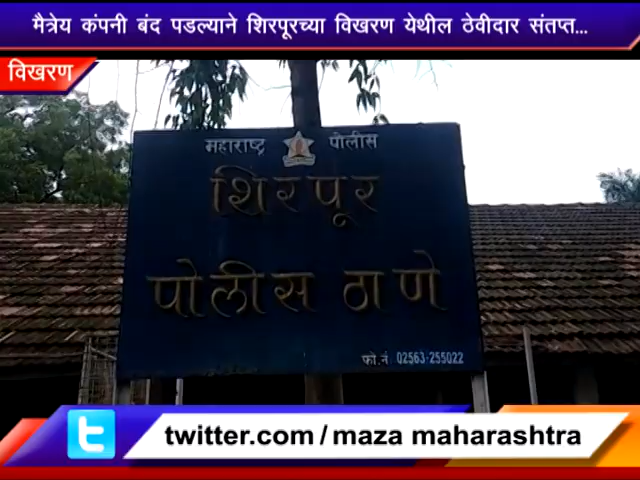 मैत्रेय कंपनी बंद पडल्याने शिरपूरच्या विखरण येथील ठेवीदार संतप्त...
विखरण
महाराष्ट्र पोलीस
शिरपूर
पोलीस ठाणे
फो.नं. 02563-255022
twitter.com / maza maharashtra